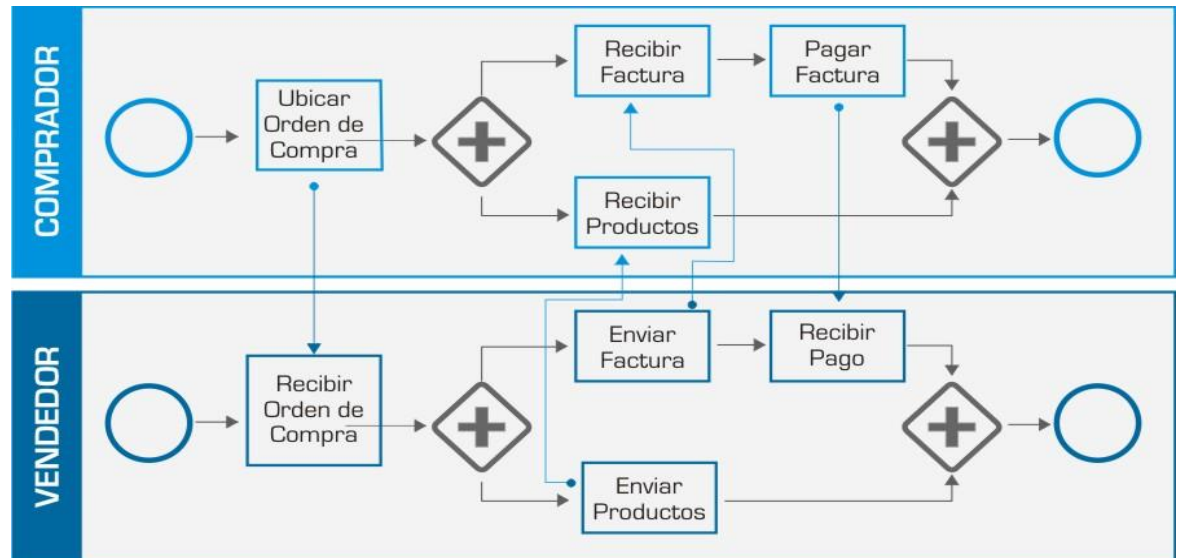 COMPRADOR
Ubicar
Orden de
Compra
Recibir
Factura
Pagar
Factura
Recibir
Productos
VENDEDOR
Recibir
Orden de
Compra
Enviar
Factura
Recibir
Pago
Enviar
Productos